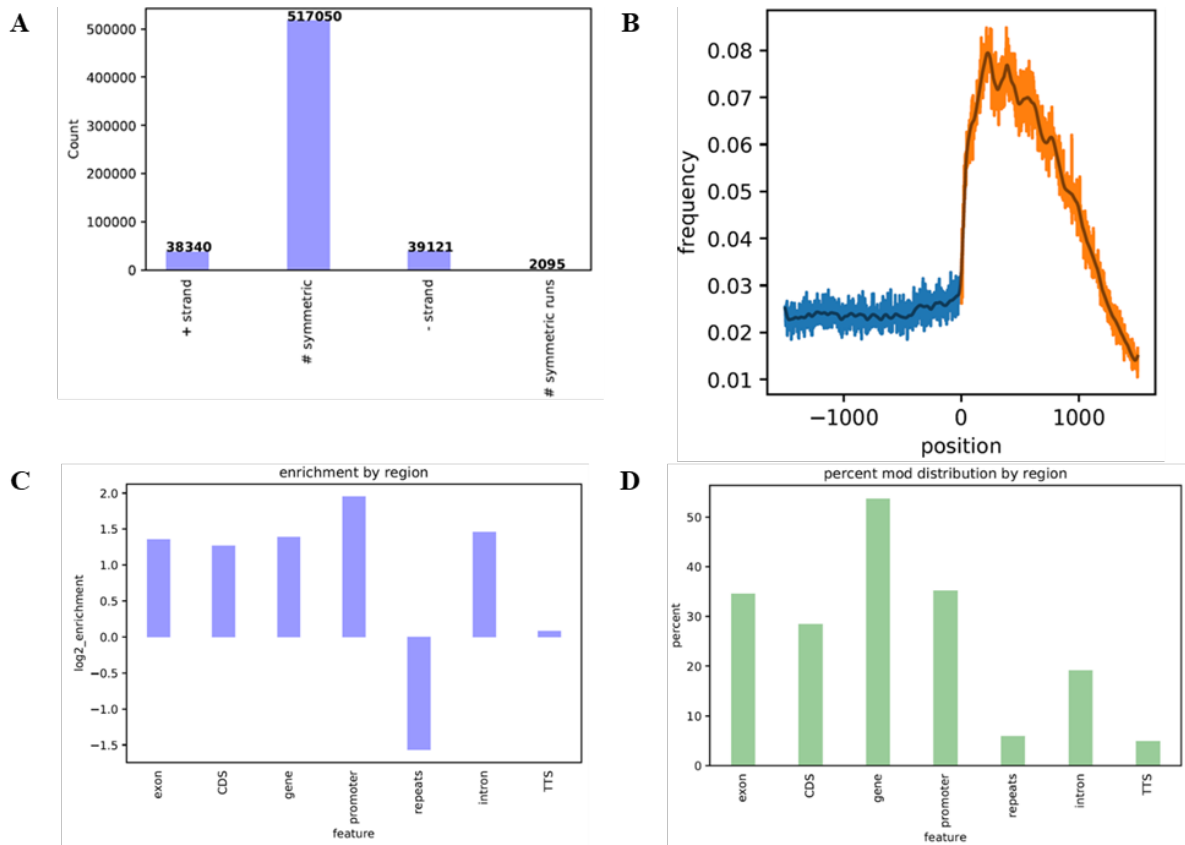 A
500000
400000
300000
200000
100000
0
Count
38340
517050
39121
2095
+ strand
# symmetric
- strand
# symmetric runs
B
0.08
0.07
0.06
0.05
0.04
0.03
0.02
0.01
frequency
−1000
0
1000
position
C
enrichment by region
2.0
1.5
1.0
0.5
0.0
−0.5
−1.0
−1.5
log2_enrichment
exon
CDS
gene
promoter
repeats
intron
TTS
feature
D
percent mod distribution by region
50
40
30
20
10
0
percent
exon
CDS
gene
promoter
repeats
intron
TTS
feature